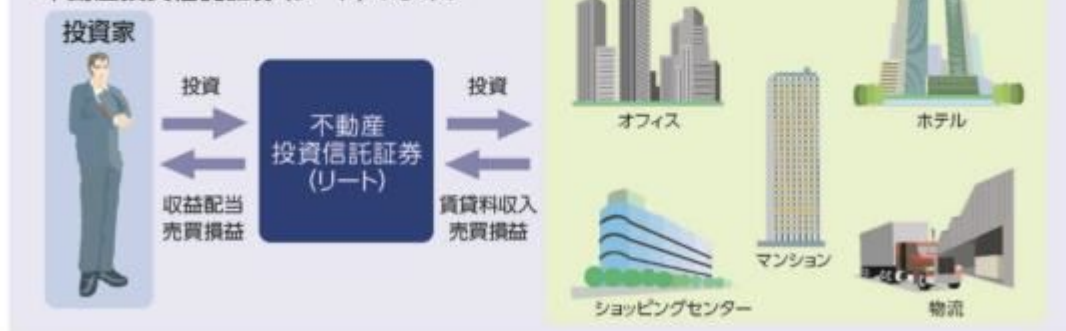 投資家
投資
不動産
投資信託証券
(リート)
収益配当
売買損益
投資
賃貸料収入
売買損益
オフィス
ホテル
マンション
ショッピングセンター
物流